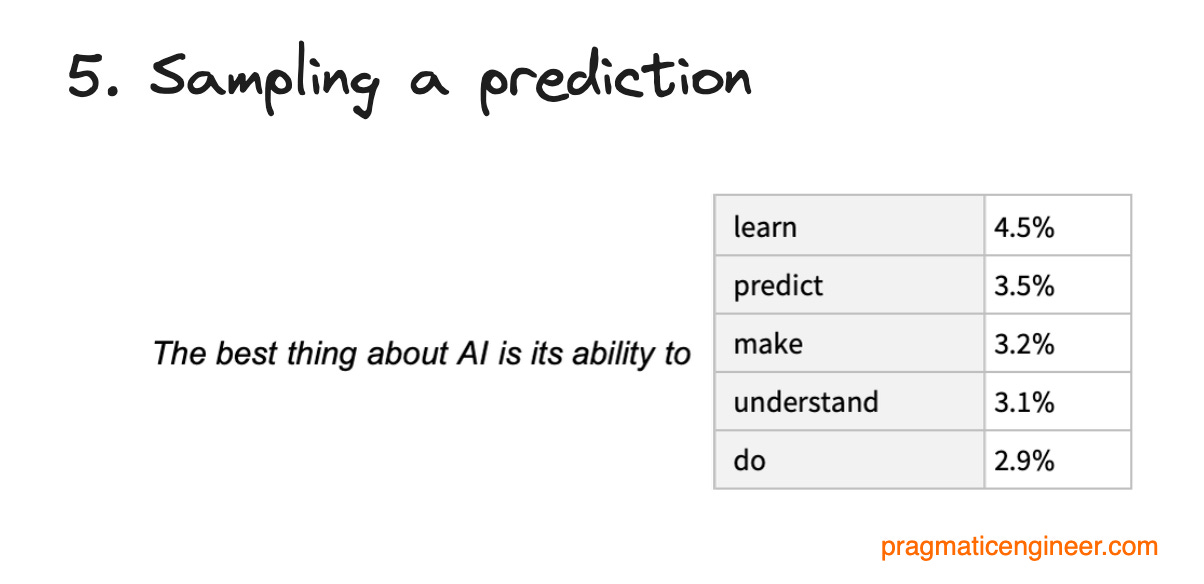 5. Sampling a prediction
The best thing about AI is its ability to
learn 4.5%
predict 3.5%
make 3.2%
understand 3.1%
do 2.9%
pragmaticengineer.com